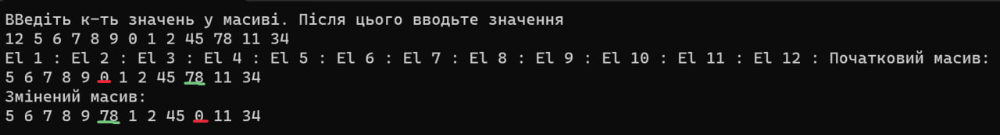 ВВедіть к-ть значень у масиві. Після цього вводьте значення
12 5 6 7 8 9 0 1 2 45 78 11 34
El 1 : El 2 : El 3 : El 4 : El 5 : El 6 : El 7 : El 8 : El 9 : El 10 : El 11 : El 12 : Початковий масив:
5 6 7 8 9 0 1 2 45 78 11 34
Змінений масив:
5 6 7 8 9 78 1 2 45 0 11 34